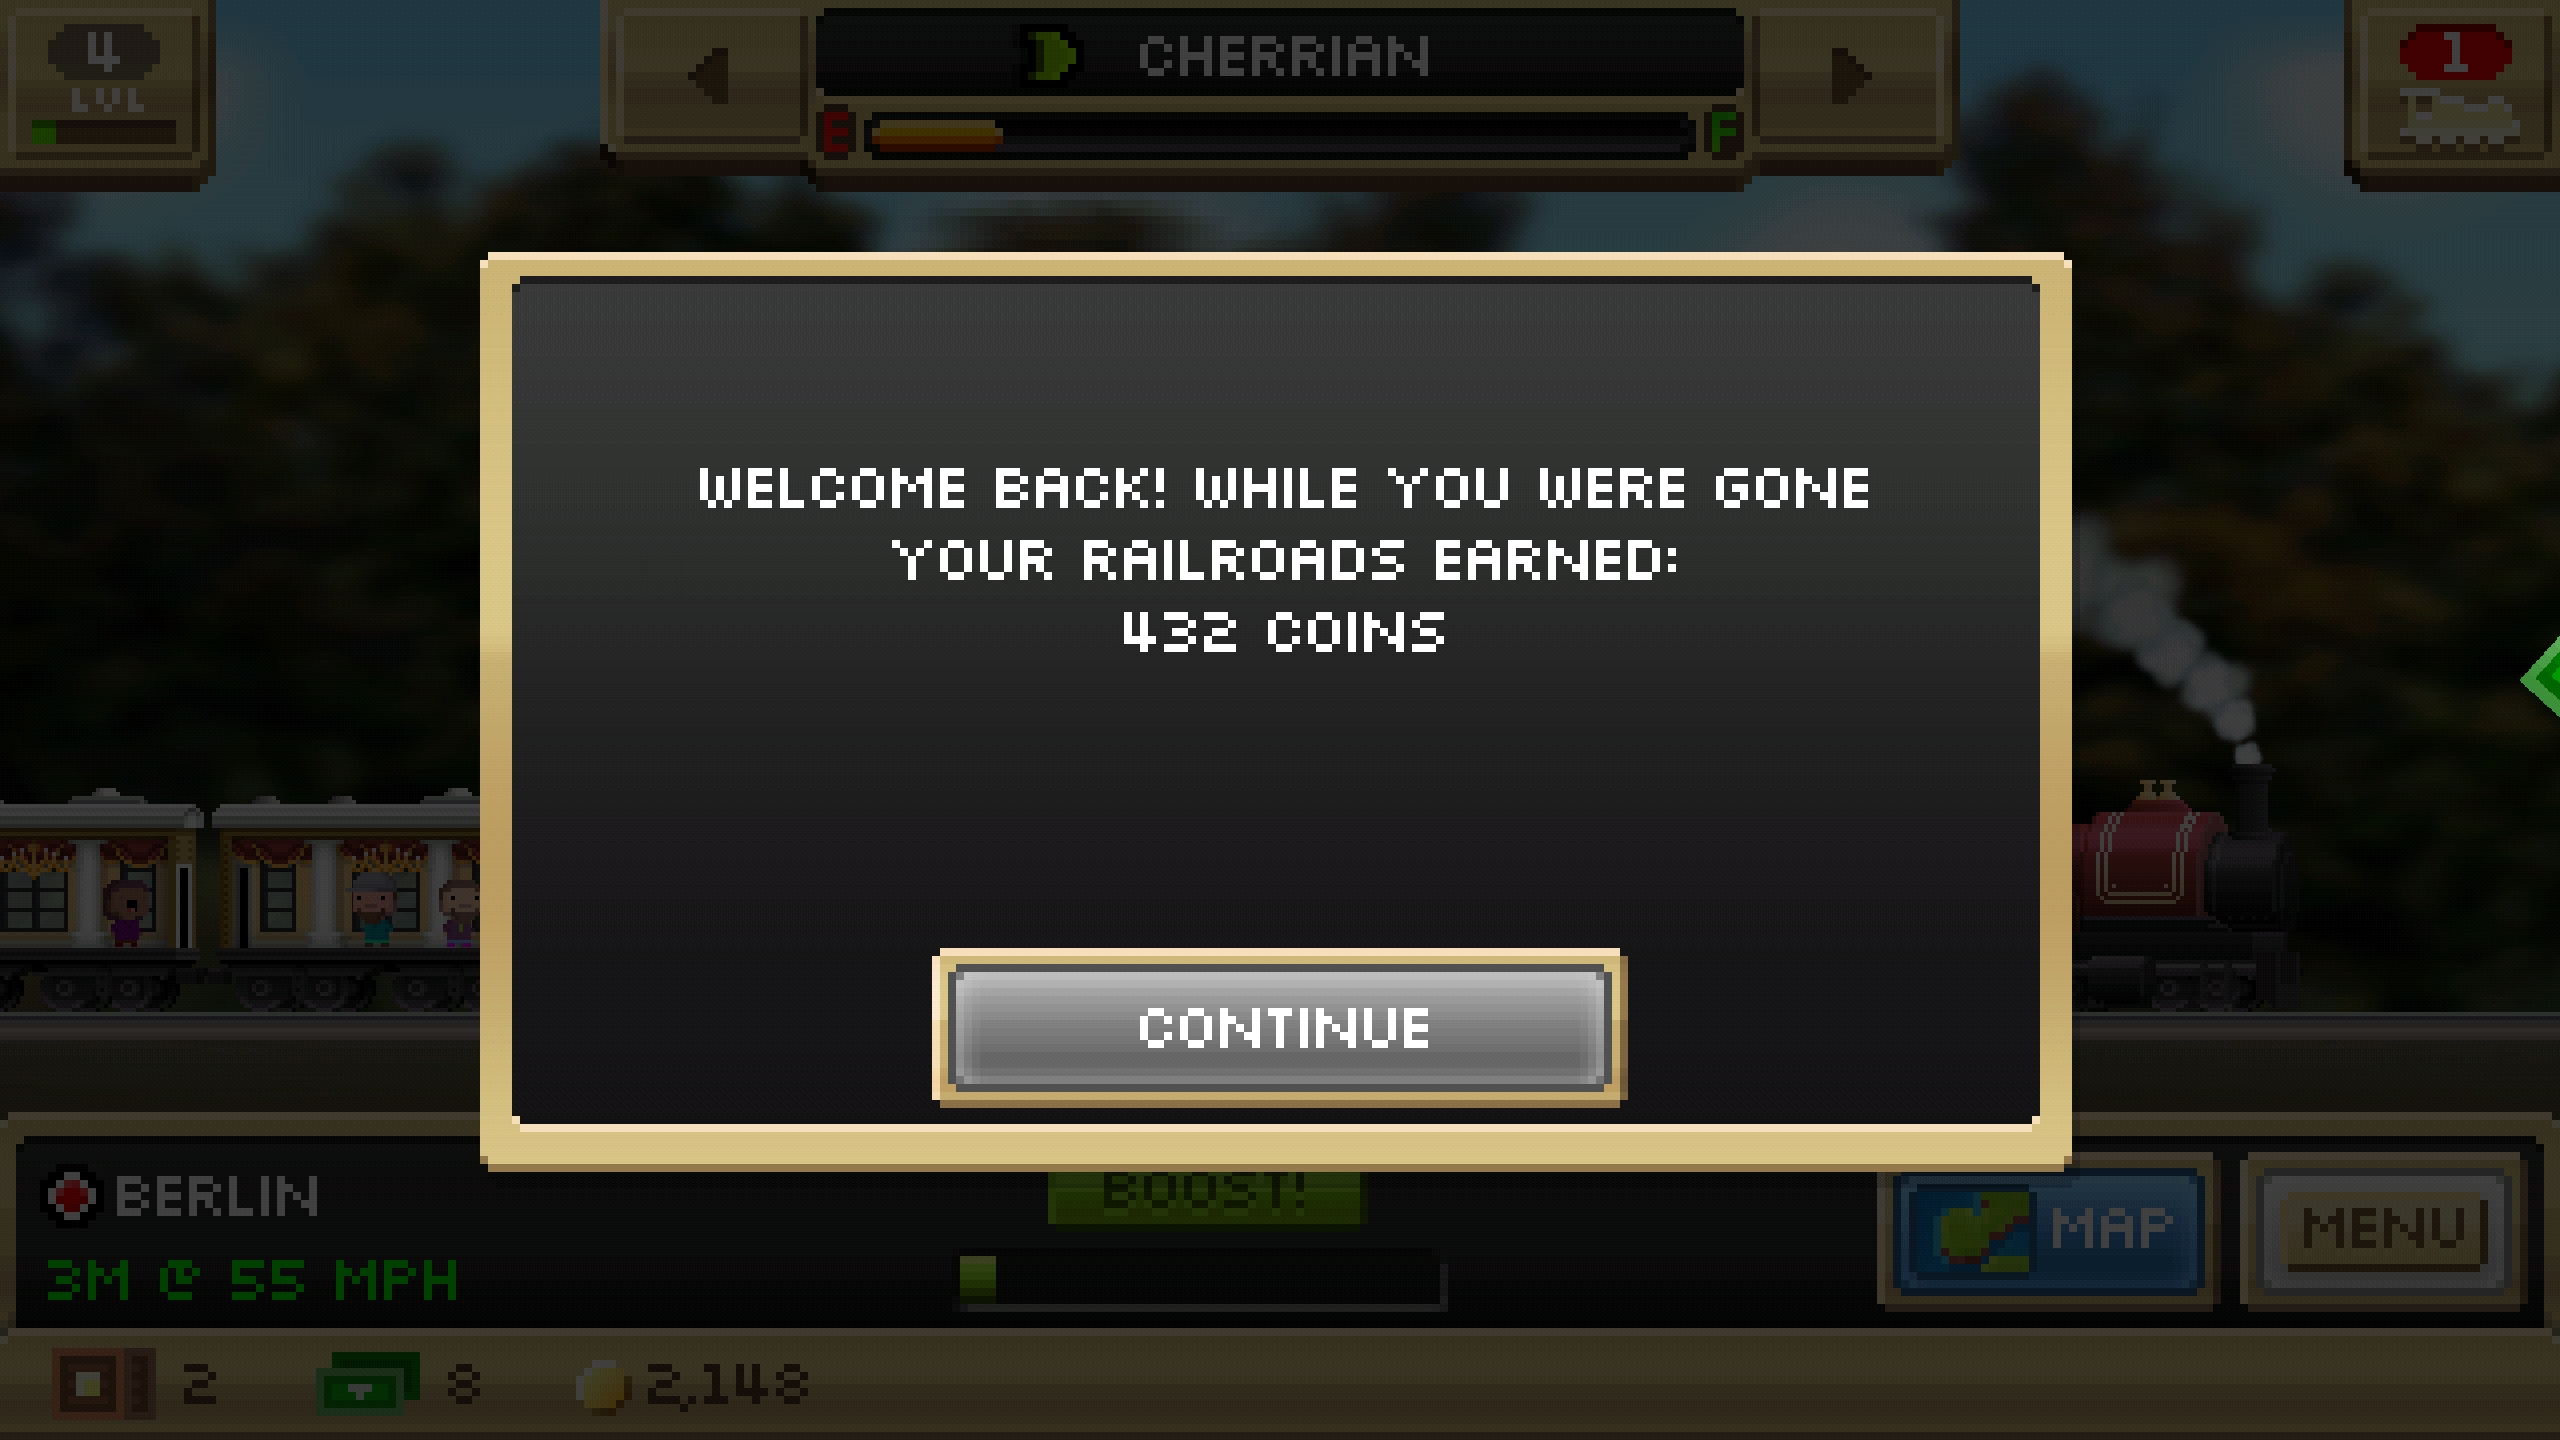 4
LVL
CHERRIAN
E
F
1
WELCOME BACK! WHILE YOU WERE GONE
YOUR RAILROADS EARNED:
432 COINS
CONTINUE
BERLIN
3M @ 55 MPH
BOOST!
MAP
MENU
2
8
2,148